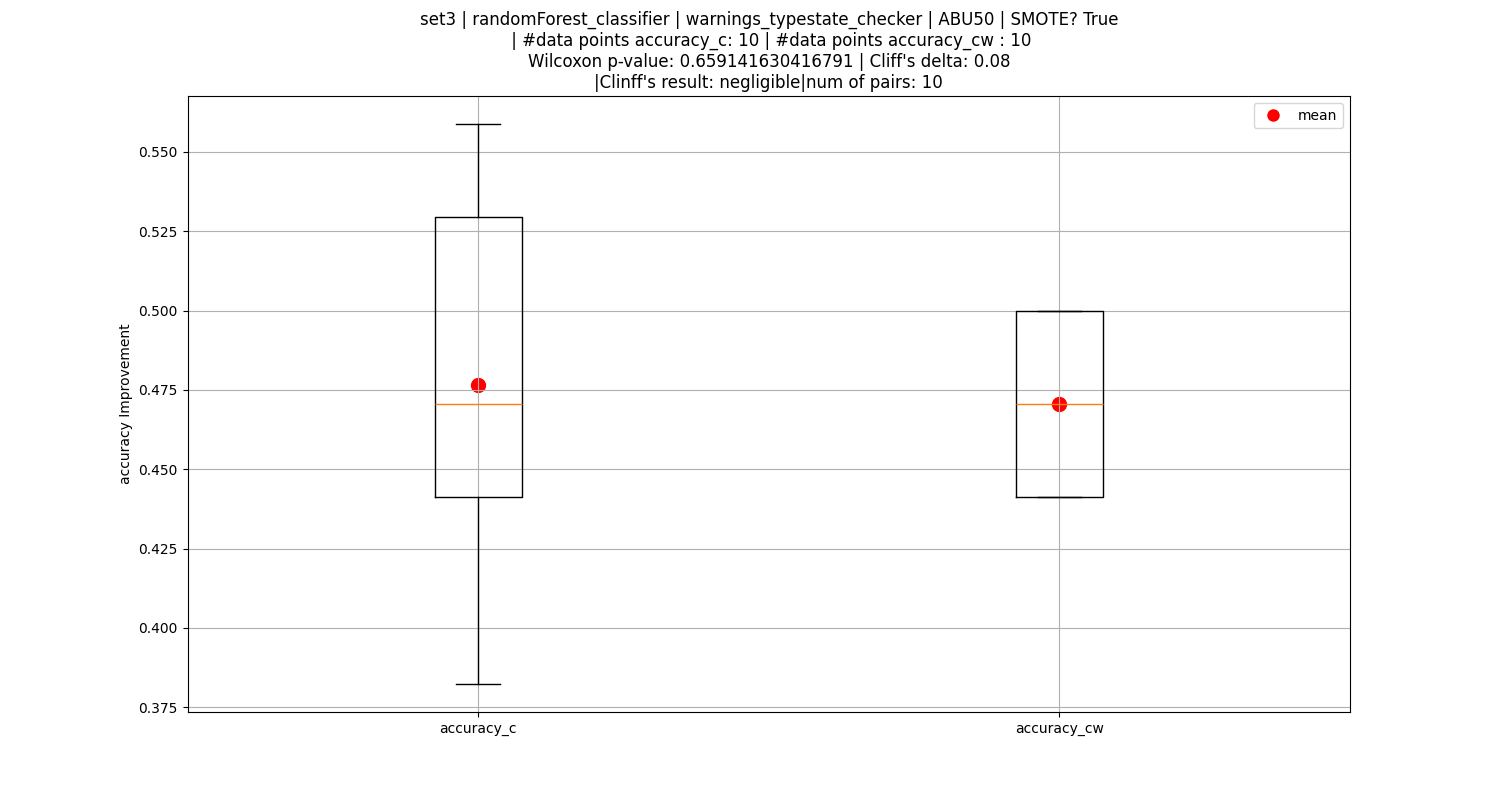 set3 | randomForest_classifier | warnings_typestate_checker | ABU50 | SMOTE? True
| #data points accuracy_c: 10 | #data points accuracy_cw : 10
Wilcoxon p-value: 0.659141630416791 | Cliff's delta: 0.08
|Clinff's result: negligible|num of pairs: 10
mean
0.550
0.525
0.500
0.475
0.450
0.425
0.400
0.375
accuracy Improvement
accuracy_c
accuracy_cw